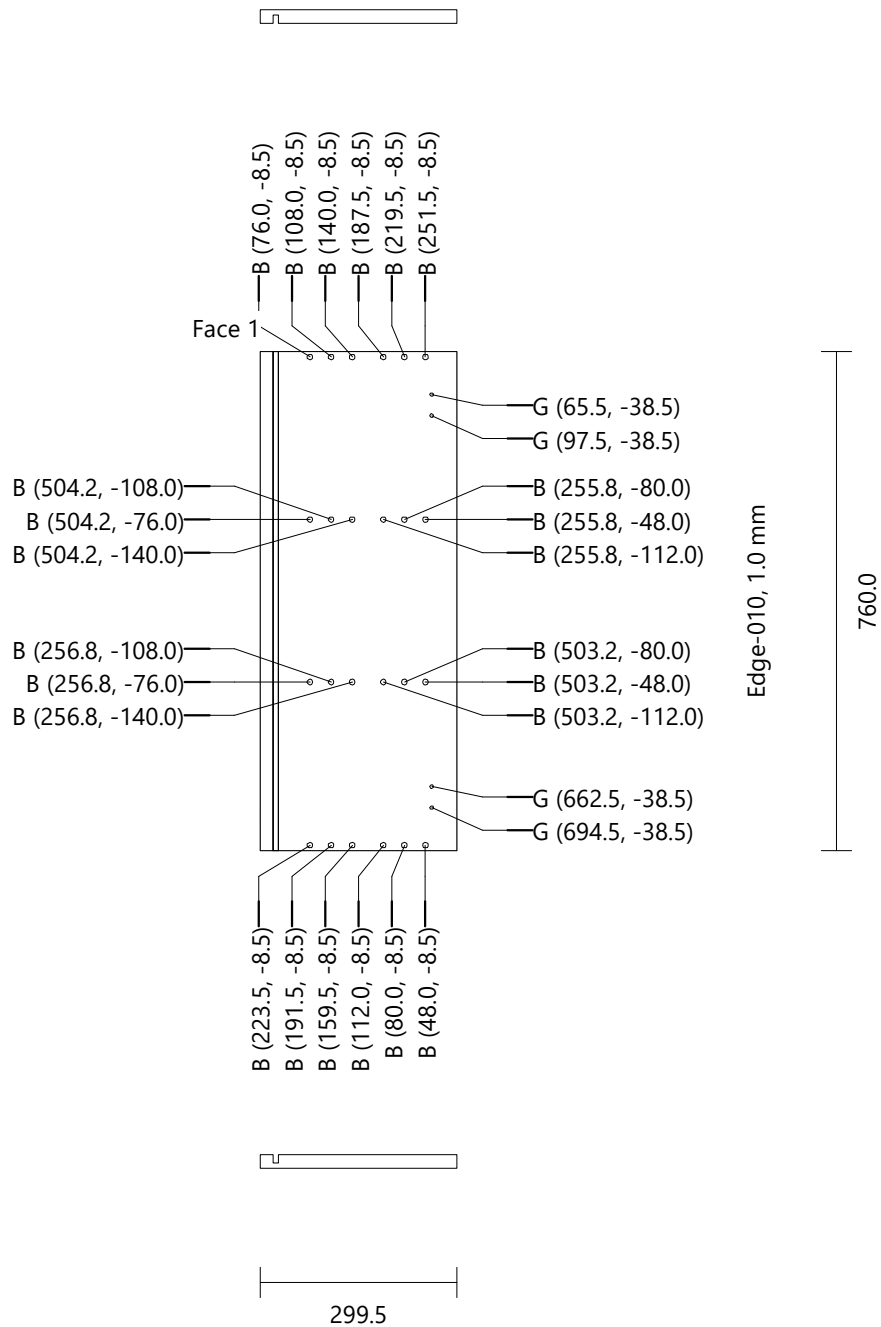 B (76.0, -8.5)
B (108.0, -8.5)
B (140.0, -8.5)
B (187.5, -8.5)
B (219.5, -8.5)
B (251.5, -8.5)
Face 1
G (65.5, -38.5)
G (97.5, -38.5)
B (504.2, -108.0)
B (504.2, -76.0)
B (504.2, -140.0)
B (255.8, -80.0)
B (255.8, -48.0)
B (255.8, -112.0)
Edge-010, 1.0 mm
760.0
B (256.8, -108.0)
B (256.8, -76.0)
B (256.8, -140.0)
B (503.2, -80.0)
B (503.2, -48.0)
B (503.2, -112.0)
G (662.5, -38.5)
G (694.5, -38.5)
B (223.5, -8.5)
B (191.5, -8.5)
B (159.5, -8.5)
B (112.0, -8.5)
B (80.0, -8.5)
B (48.0, -8.5)
299.5